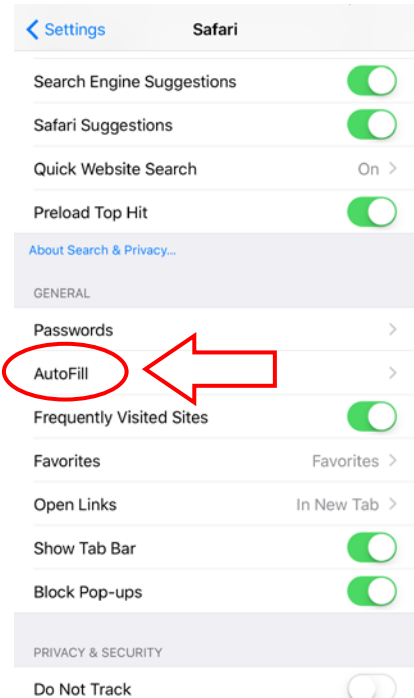 Settings Safari
Search Engine Suggestions
Safari Suggestions
Quick Website Search On
Preload Top Hit
About Search & Privacy...
GENERAL
Passwords
AutoFill
Frequently Visited Sites
Favorites Favorites
Open Links In New Tab
Show Tab Bar
Block Pop-ups
PRIVACY & SECURITY
Do Not Track